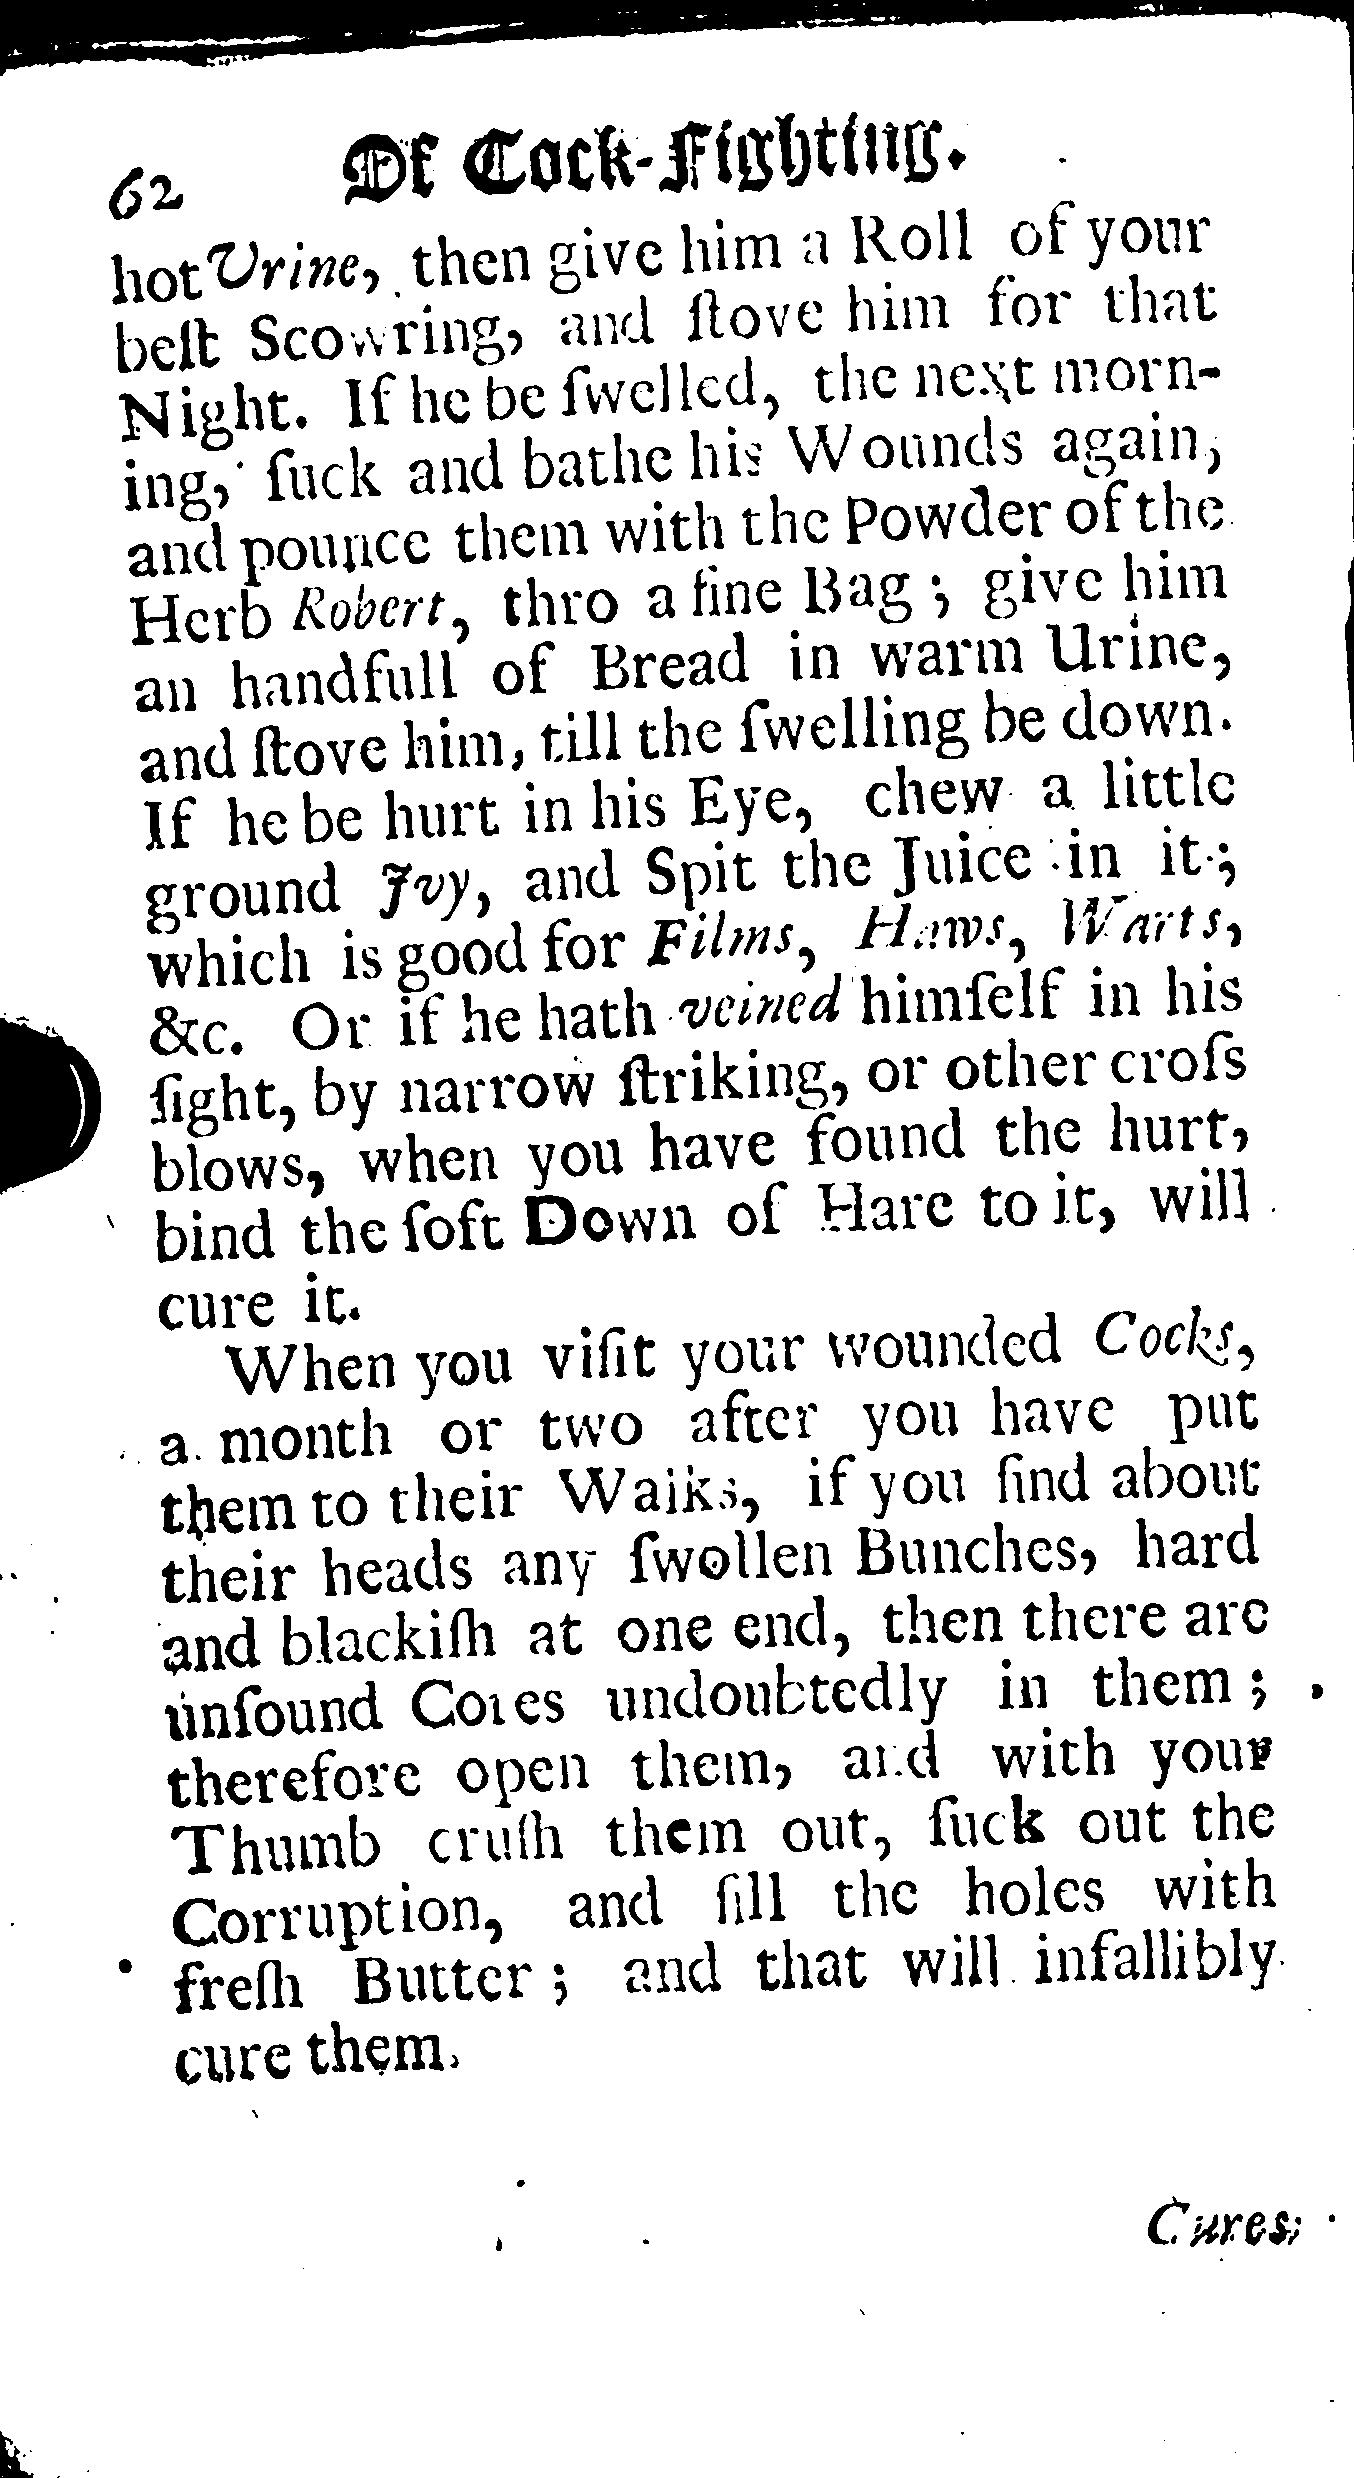 62 Of Cock-Fighting.
hot Urine, then give him a Roll of your
beſt Scowring, and ſtove him for that
Night. If he be ſwelled, the next morn-
ing, ſuck and bathe his Wounds again,
and pounce them with the Powder of the
Herb Robert, thro a fine Bag; give him
an handfull of Bread in warm Urine,
and ſtove him, till the ſwelling be down.
If he be hurt in his Eye, chew a little
ground Ivy, and Spit the Juice in it;
which is good for Films, Haws, Warts,
&c. Or if he hath veined himſelf in his
ſight, by narrow ſtriking, or other croſs
blows, when you have found the hurt,
bind the ſoft Down of Hare to it, will
cure it.
When you viſit your wounded Cocks,
a month or two after you have put
them to their Walks, if you find about
their heads any ſwollen Bunches, hard
and blackiſh at one end, then there are
unſound Cores undoubtedly in them;
therefore open them, and with your
Thumb cruſh them out, ſuck out the
Corruption, and fill the holes with
freſh Butter; and that will infallibly
cure them.
Cures